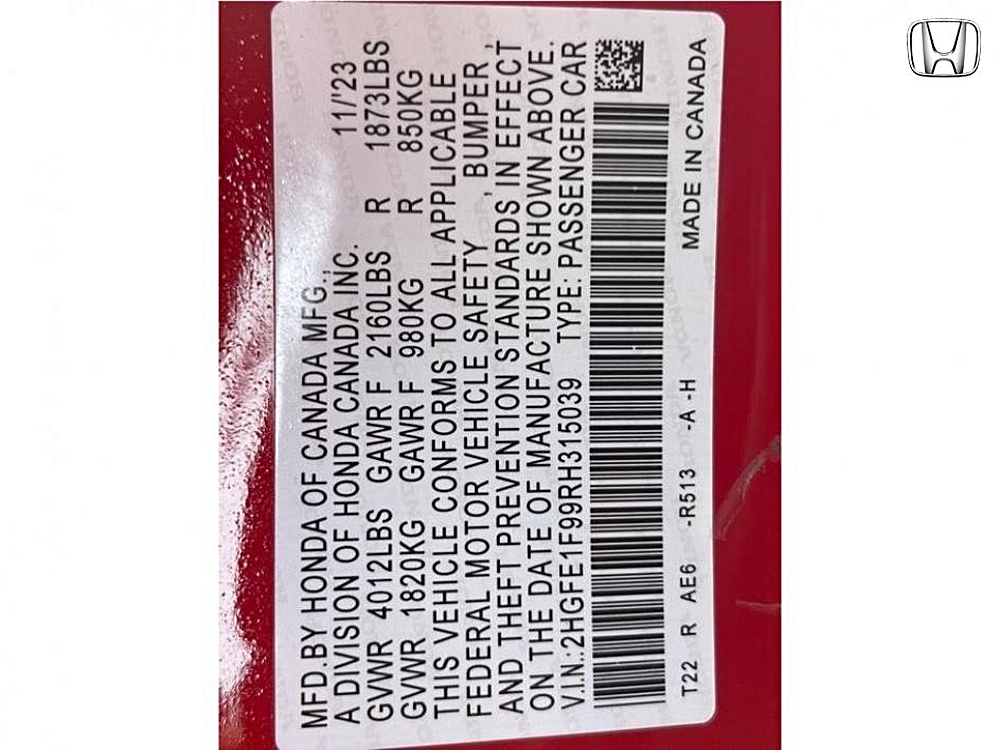 MFD.BY HONDA OF CANADA MFG.,
A DIVISION OF HONDA CANADA INC. 11/'23
GVWR 4012LBS GAWR F 2160LBS R 1873LBS
GVWR 1820KG GAWR F 980KG R 850KG
THIS VEHICLE CONFORMS TO ALL APPLICABLE
FEDERAL MOTOR VEHICLE SAFETY , BUMPER ,
AND THEFT PREVENTION STANDARDS IN EFFECT
ON THE DATE OF MANUFACTURE SHOWN ABOVE.
V.I.N.:2HGFE1F99RH315039 TYPE: PASSENGER CAR
T22 R AE6 -R513 -A -H MADE IN CANADA